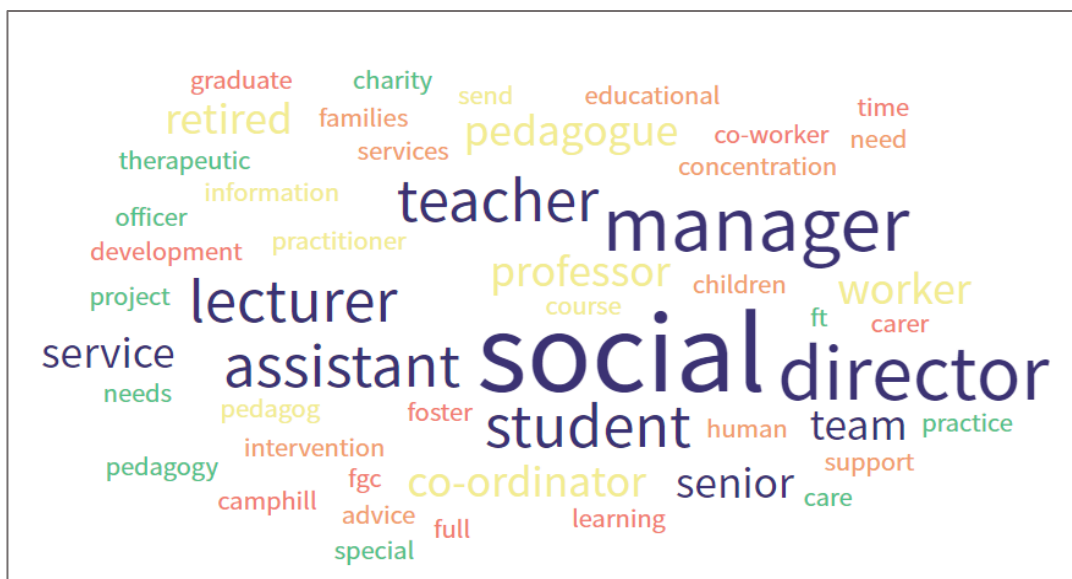 graduate charity send educational time
retired families pedagogue co-worker need
therapeutic services concentration
information teacher manager
officer practitioner
development professor children worker
project lecturer course ft carer
service assistant social director
needs pedagog foster student human team practice
intervention support
pedagogy fgc co-ordinator senior care
camphill advice full learning
special